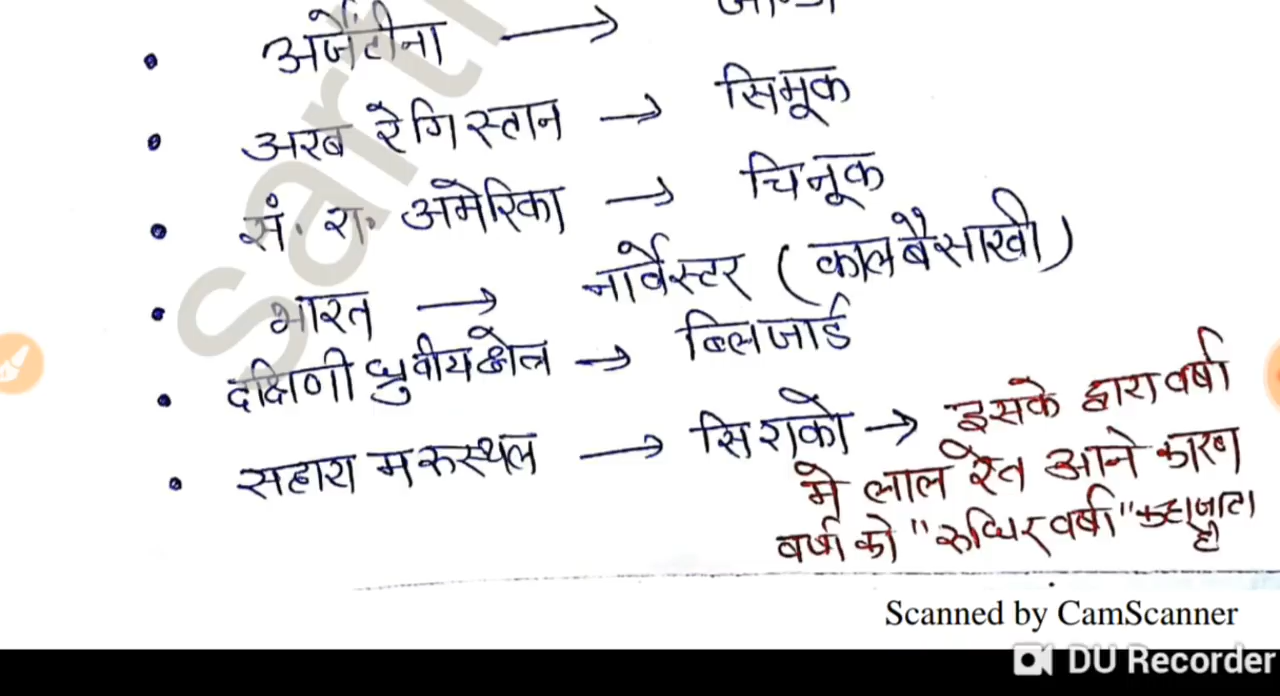 • अर्जेंटीना →
• अरब रेगिस्तान → सिमूक
• सं. रा. अमेरिका → चिनूक
• भारत → नार्वेस्टर (कालबैसाखी)
• दक्षिणी ध्रुवीय क्षेत्र → ब्लिजार्ड
• सहारा मरुस्थल → सिराको → इसके द्वारा वर्षा
मे लाल रेत आने कारण
वर्षा को "रुधिर वर्षा" कहा जाता
है
Scanned by CamScanner
DU Recorder